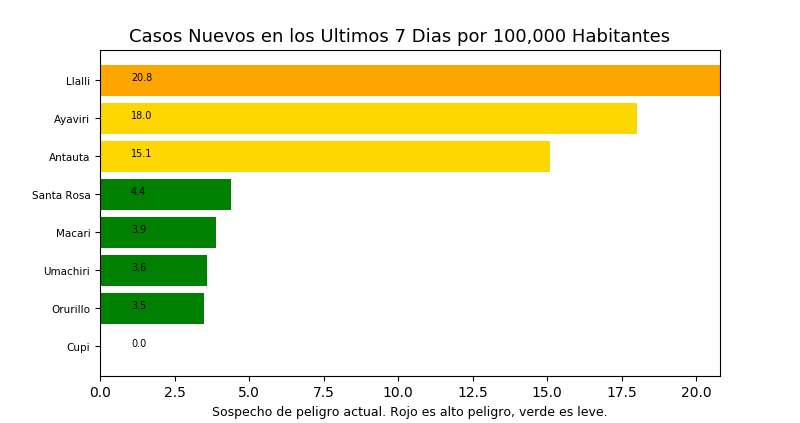 Casos Nuevos en los Ultimos 7 Dias por 100,000 Habitantes
Llalli 20.8
Ayaviri 18.0
Antauta 15.1
Santa Rosa 4.4
Macari 3.9
Umachiri 3.6
Orurillo 3.5
Cupi 0.0
0.0 2.5 5.0 7.5 10.0 12.5 15.0 17.5 20.0
Sospecho de peligro actual. Rojo es alto peligro, verde es leve.